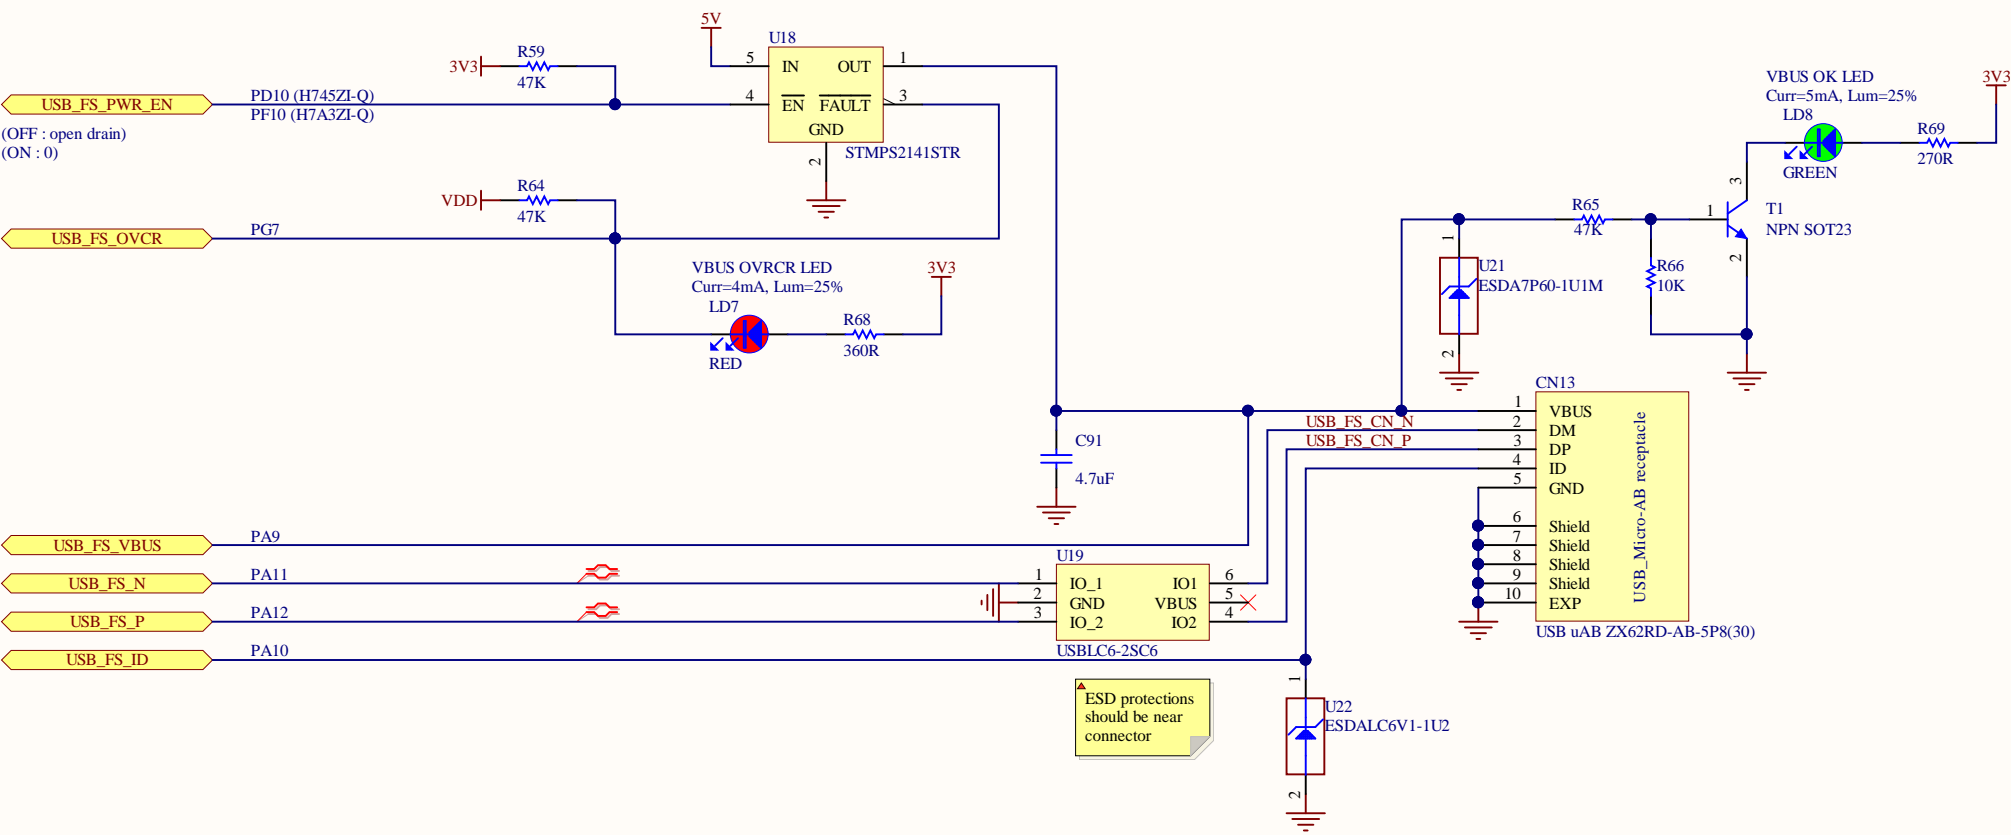 5V
U18
R59
3V3
47K
5
IN
OUT
1
USB_FS_PWR_EN
PD10 (H745ZI-Q)
PF10 (H7A3ZI-Q)
4
EN
FAULT
3
GND
2
STMPS2141STR
(OFF : open drain)
(ON : 0)
R64
VDD
47K
USB_FS_OVCR
PG7
VBUS OVRCR LED
Curr=4mA, Lum=25%
LD7
RED
3V3
R68
360R
VBUS OK LED
Curr=5mA, Lum=25%
LD8
GREEN
3V3
R69
270R
3
R65
47K
1
T1
NPN SOT23
2
R66
10K
1
U21
ESDA7P60-1U1M
2
CN13
1
VBUS
USB_FS_CN_N
2
DM
USB_FS_CN_P
3
DP
4
ID
5
GND
6
Shield
7
Shield
8
Shield
9
Shield
10
EXP
USB_Micro-AB receptacle
USB uAB ZX62RD-AB-5P8(30)
C91
4.7uF
USB_FS_VBUS
PA9
U19
USB_FS_N
PA11
1
IO_1
IO1
6
2
GND
VBUS
5
USB_FS_P
PA12
3
IO_2
IO2
4
USBLC6-2SC6
USB_FS_ID
PA10
ESD protections
should be near
connector
1
U22
ESDALC6V1-1U2
2